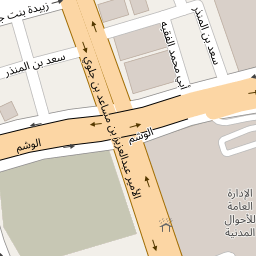 زبيدة بنت ج
سعد بن المنذر
سعد بن المنذر
أبي محمد الفقيه
الأمير عبدالعزيز بن مساعد بن جلوي
الوشم
الوشم
الإدارة
العامة
للأحوال
المدنية